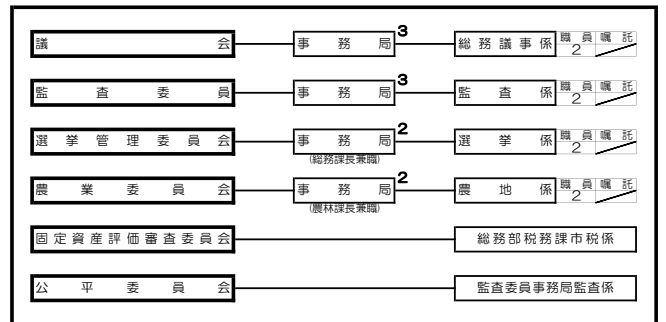 議会 事務局 3 総務議事係 職員 嘱託
2
監査委員 事務局 3 監査係 職員 嘱託
2
選挙管理委員会 事務局 2 選挙係 職員 嘱託
(総務課長兼職) 2
農業委員会 事務局 2 農地係 職員 嘱託
(農林課長兼職) 2
固定資産評価審査委員会 総務部税務課市税係
公平委員会 監査委員事務局監査係